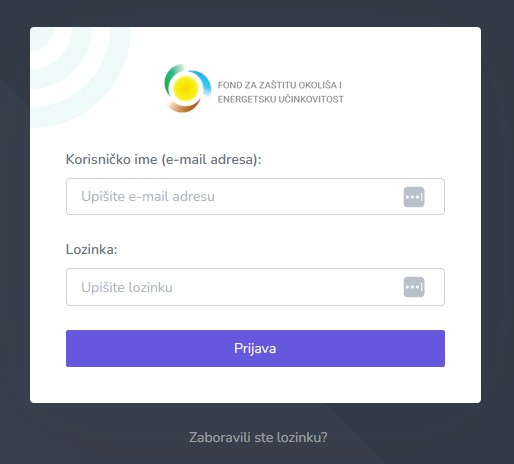 FOND ZA ZAŠTITU OKOLIŠA I
ENERGETSKU UČINKOVITOST
Korisničko ime (e-mail adresa):
Upišite e-mail adresu
Lozinka:
Upišite lozinku
Prijava
Zaboravili ste lozinku?